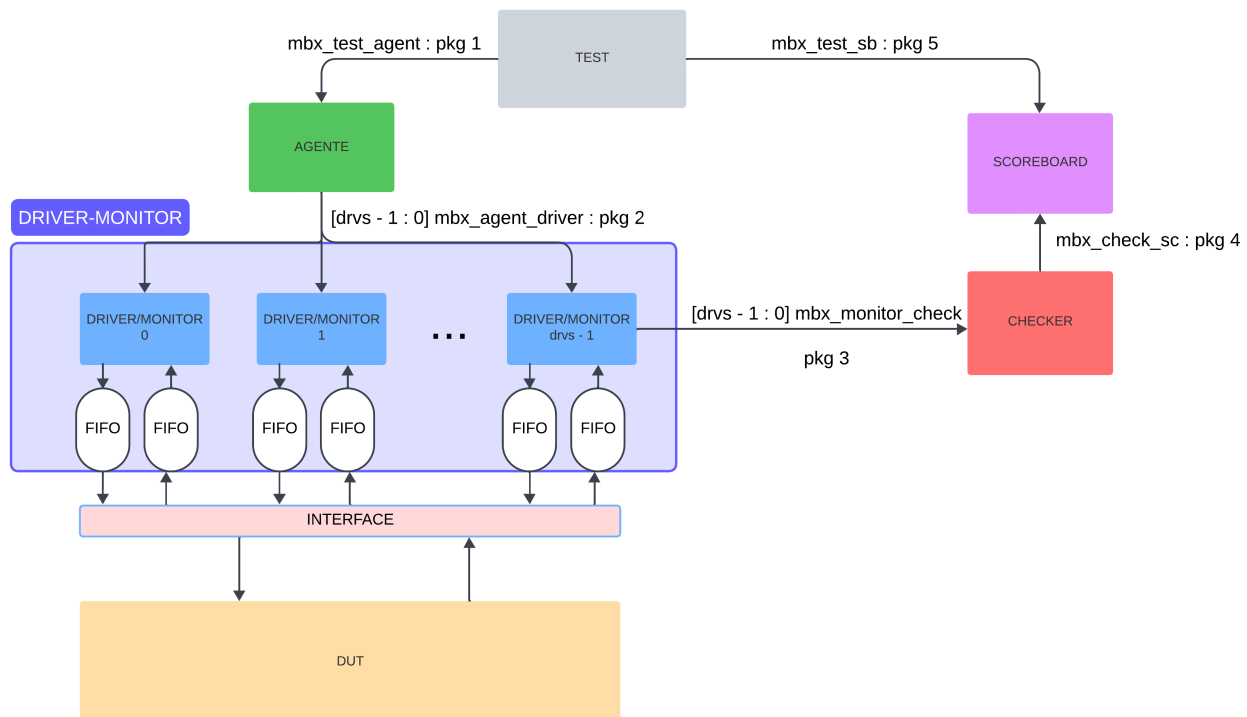 mbx_test_agent : pkg 1
TEST
mbx_test_sb : pkg 5
AGENTE
SCOREBOARD
DRIVER-MONITOR
[drvs - 1 : 0] mbx_agent_driver : pkg 2
mbx_check_sc : pkg 4
DRIVER/MONITOR
0
DRIVER/MONITOR
1
...
DRIVER/MONITOR
drvs - 1
[drvs - 1 : 0] mbx_monitor_check
pkg 3
CHECKER
FIFO
FIFO
FIFO
FIFO
FIFO
FIFO
INTERFACE
DUT